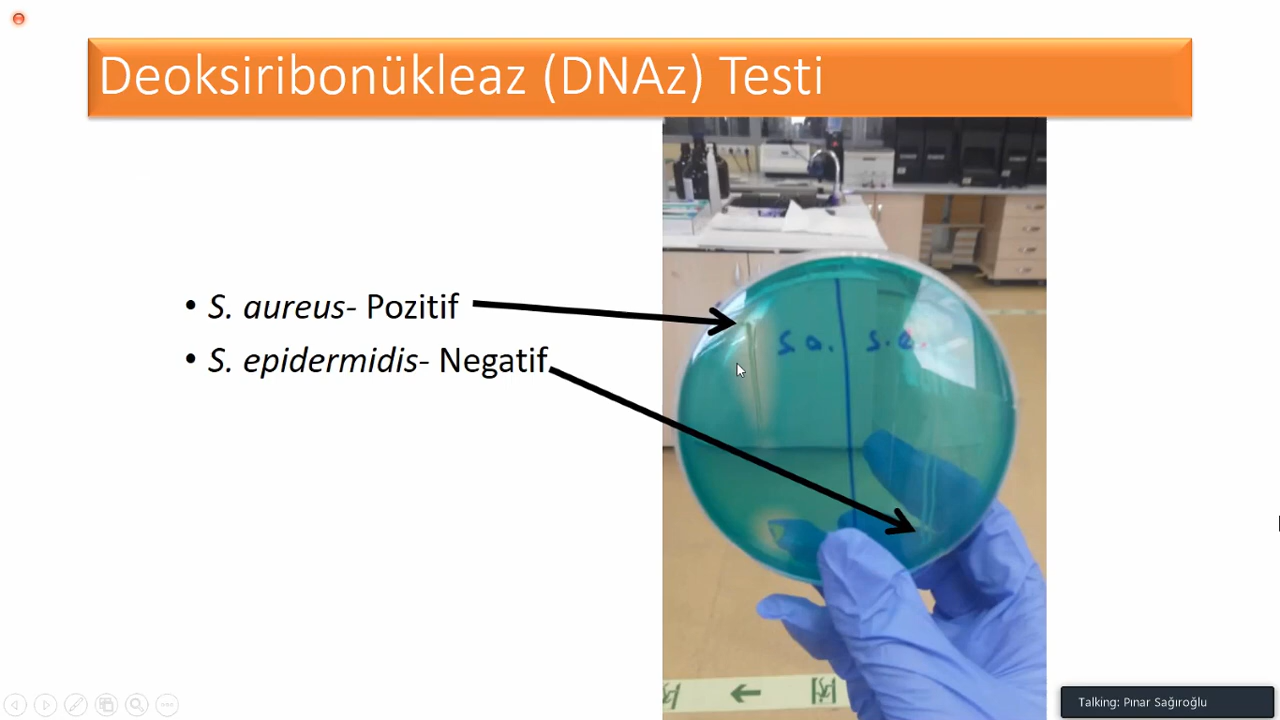 Deoksiribonükleaz (DNAz) Testi
• S. aureus- Pozitif
• S. epidermidis- Negatif
s.a. s.e.
Talking: Pınar Sağıroğlu